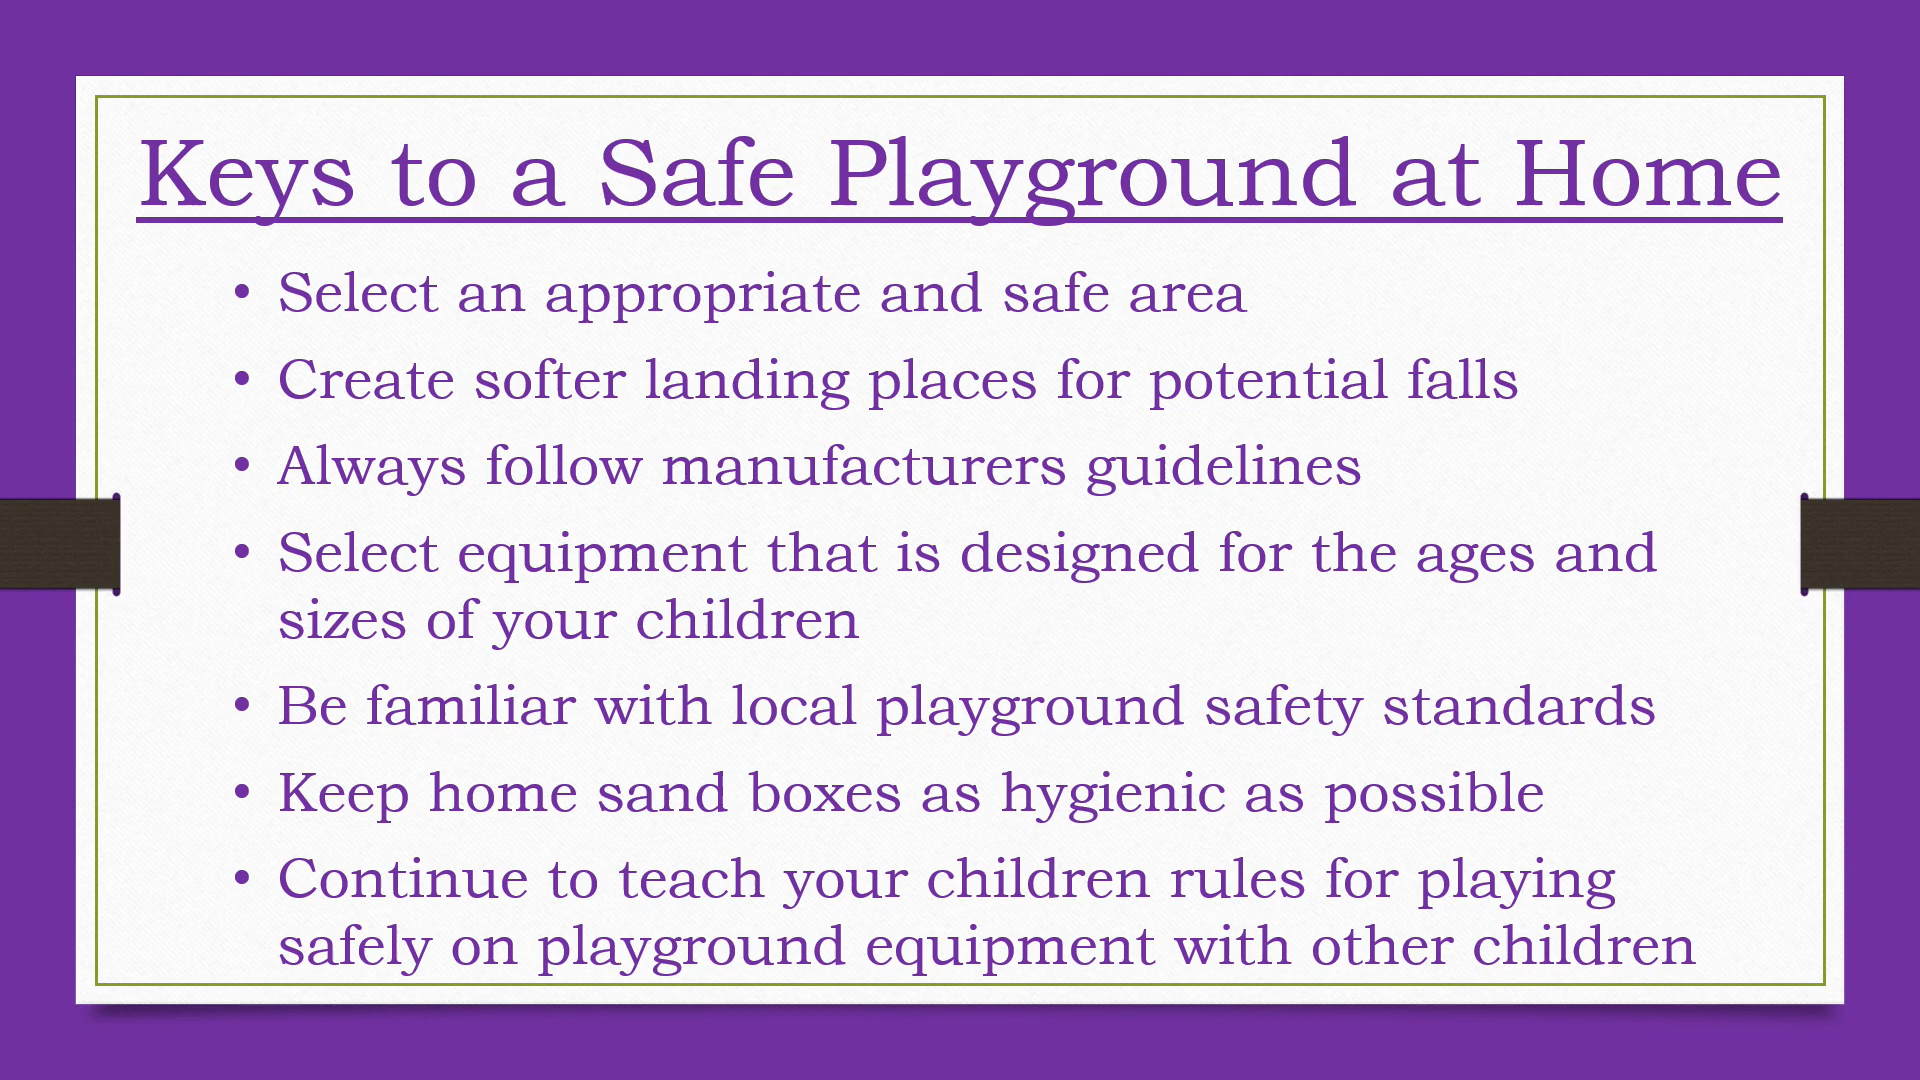 Keys to a Safe Playground at Home
• Select an appropriate and safe area
• Create softer landing places for potential falls
• Always follow manufacturers guidelines
• Select equipment that is designed for the ages and
sizes of your children
• Be familiar with local playground safety standards
• Keep home sand boxes as hygienic as possible
• Continue to teach your children rules for playing
safely on playground equipment with other children